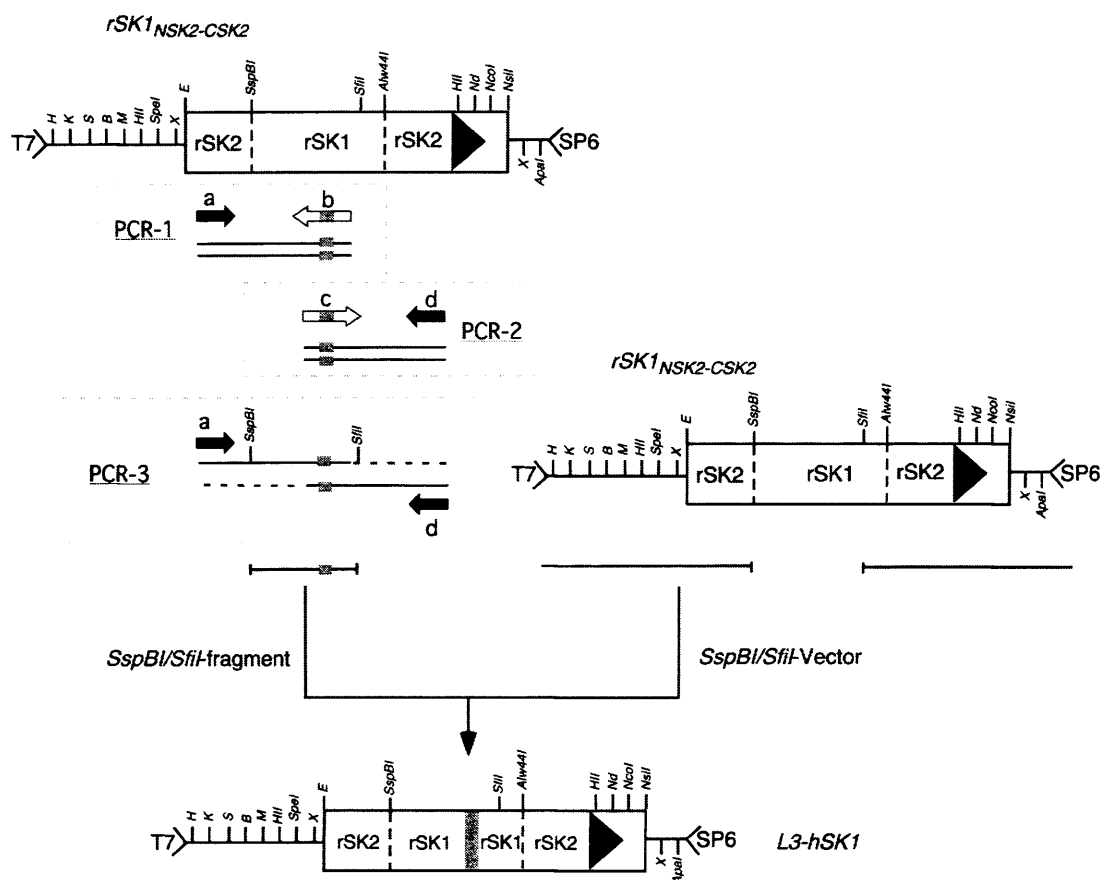 rSK1NSK2-CSK2
T7 H K S B M HII SpeI X E SspBI SfiI Alw44I HII Nd NcoI NsiI X ApaI SP6
rSK2 rSK1 rSK2
a b
PCR-1
c d
PCR-2
rSK1NSK2-CSK2
a SspBI SfiI
PCR-3
d
T7 H K S B M HII SpeI X E SspBI SfiI Alw44I HII Nd NcoI NsiI X ApaI SP6
rSK2 rSK1 rSK2
SspBI/SfiI-fragment
SspBI/SfiI-Vector
T7 H K S B M HII SpeI X E SspBI SfiI Alw44I HII Nd NcoI NsiI X ApaI SP6
rSK2 rSK1 rSK1 rSK2
L3-hSK1